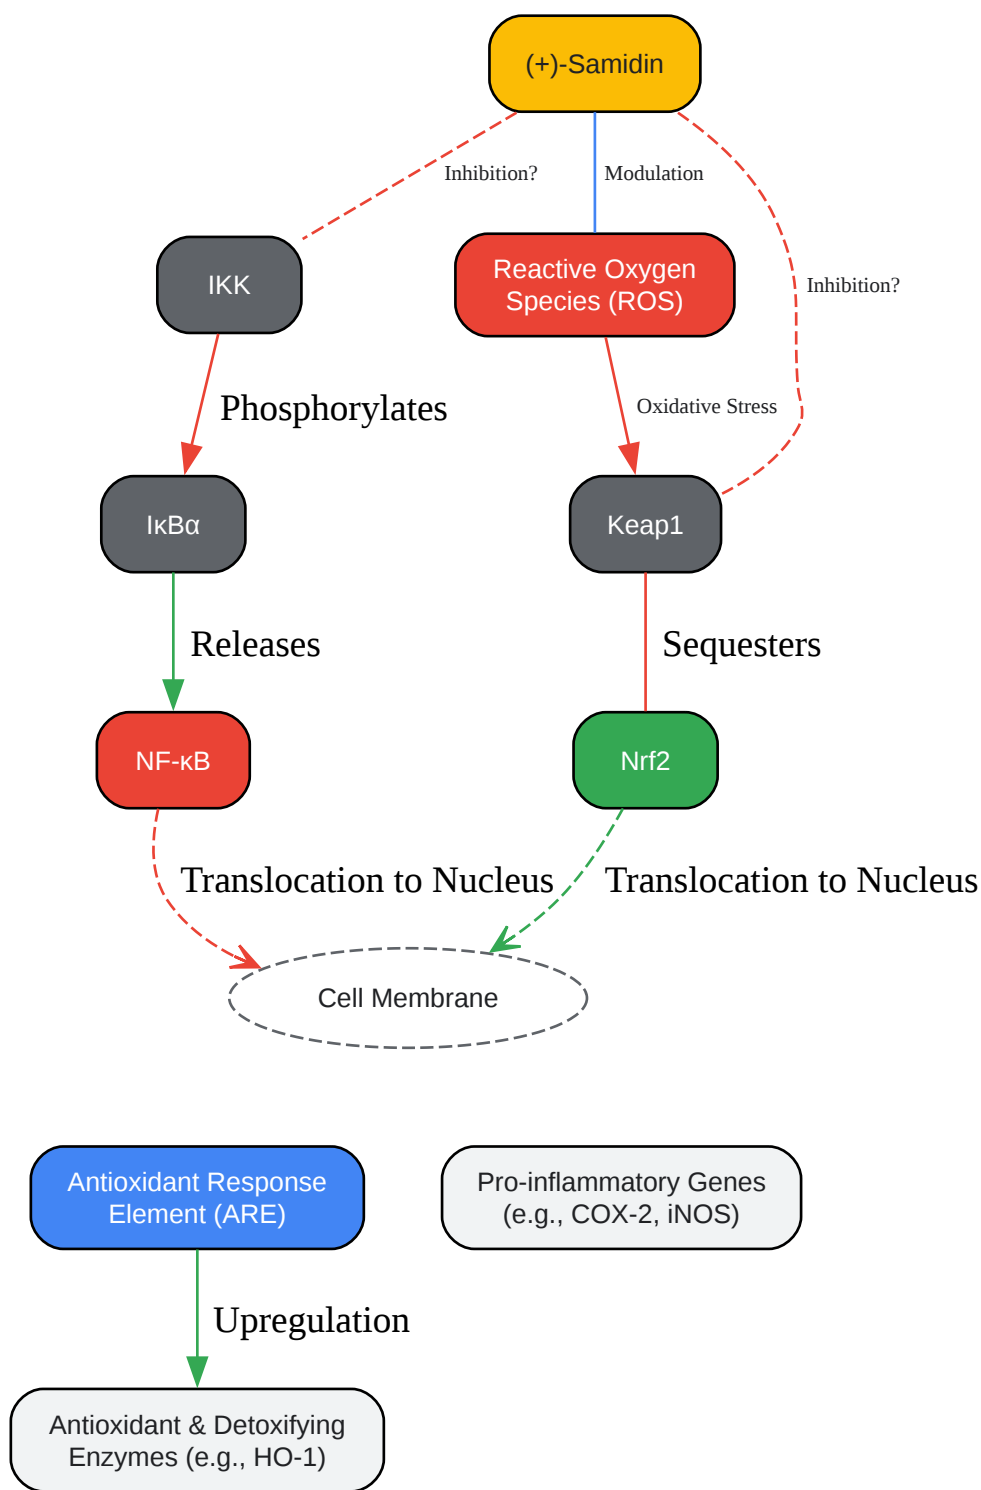 (+)-Samidin
Inhibition?
Modulation
IKK
Reactive Oxygen
Species (ROS)
Inhibition?
Phosphorylates
Oxidative Stress
IκBα
Keap1
Releases
Sequesters
NF-κB
Nrf2
Translocation to Nucleus
Translocation to Nucleus
Cell Membrane
Antioxidant Response
Element (ARE)
Pro-inflammatory Genes
(e.g., COX-2, iNOS)
Upregulation
Antioxidant & Detoxifying
Enzymes (e.g., HO-1)